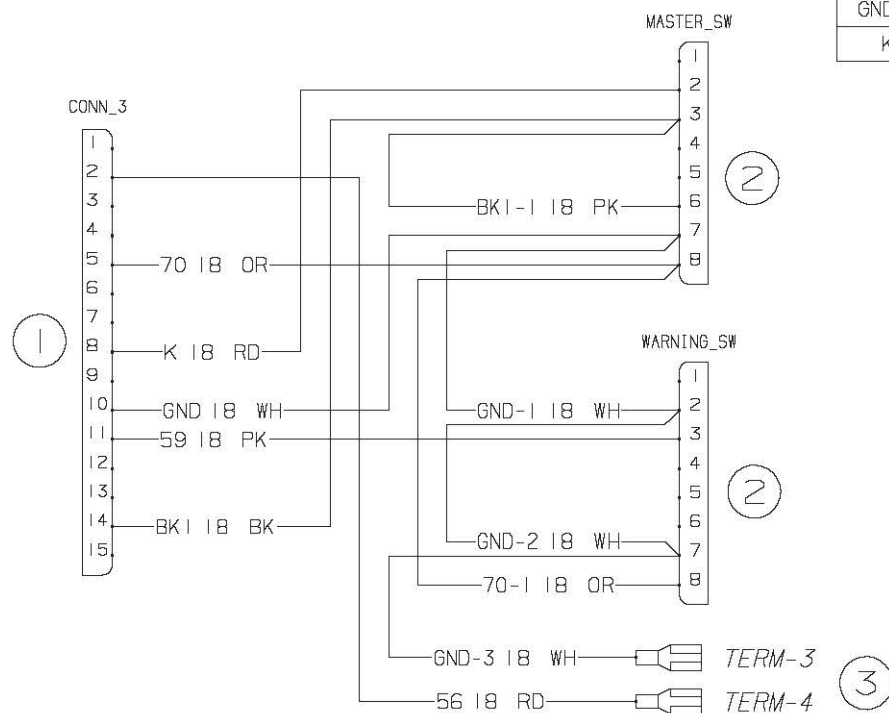 GND
K
MASTER_SW
1
2
3
4
5
6
7
8
2
CONN_3
1
2
3
4
5
6
7
8
9
10
11
12
13
14
15
1
BK1-1 18 PK
70 18 OR
K 18 RD
GND 18 WH
59 18 PK
BK1 18 BK
WARNING_SW
1
2
3
4
5
6
7
8
2
GND-1 18 WH
GND-2 18 WH
70-1 18 OR
GND-3 18 WH
TERM-3
56 18 RD
TERM-4
3